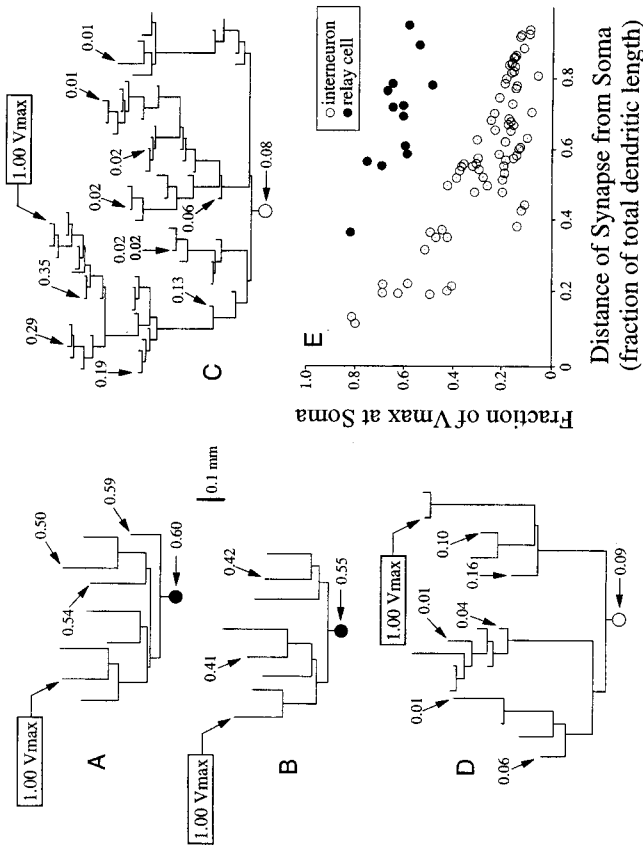 A
1.00 Vmax
0.50
0.54
0.59
0.60
B
1.00 Vmax
0.41
0.42
0.55
0.1 mm
C
1.00 Vmax
0.29
0.35
0.19
0.02
0.02
0.02
0.02
0.01
0.01
0.13
0.06
0.08
D
1.00 Vmax
0.01
0.01
0.04
0.06
0.10
0.16
0.09
E
interneuron
relay cell
Fraction of Vmax at Soma
1.0
0.8
0.6
0.4
0.2
0
0
0.2
0.4
0.6
0.8
Distance of Synapse from Soma
(fraction of total dendritic length)